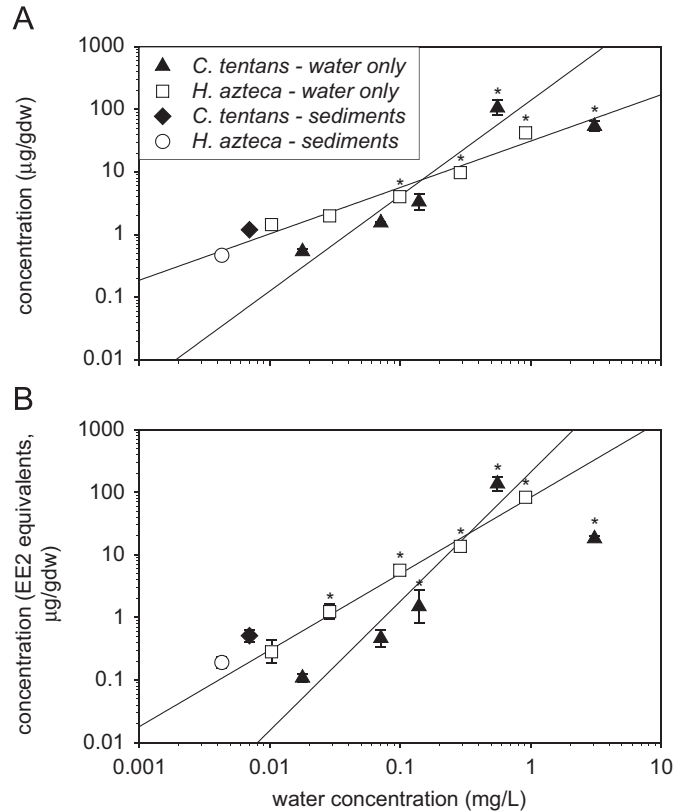 A
1000
100
10
1
0.1
0.01
concentration (µg/gdw)
C. tentans - water only
H. azteca - water only
C. tentans - sediments
H. azteca - sediments
*
*
*
*
*
B
1000
100
10
1
0.1
0.01
concentration (EE2 equivalents,
µg/gdw)
*
*
*
*
*
*
*
0.001 0.01 0.1 1 10
water concentration (mg/L)